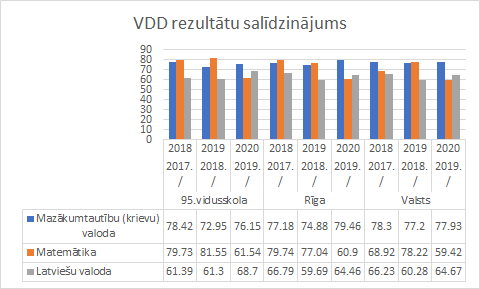 VDD rezultātu salīdzinājums
90
80
70
60
50
40
30
20
10
0
2018 2019 2020 2018 2019 2020 2018 2019 2020
2017. 2018. 2019. 2017. 2018. 2019. 2017. 2018. 2019.
/ / / / / / / / /
95.vidusskola Rīga Valsts
Mazākumtautību (krievu)
valoda 78.42 72.95 76.15 77.18 74.88 79.46 78.3 77.2 77.93
Matemātika 79.73 81.55 61.54 79.74 77.04 60.9 68.92 78.22 59.42
Latviešu valoda 61.39 61.3 68.7 66.79 59.69 64.46 66.23 60.28 64.67